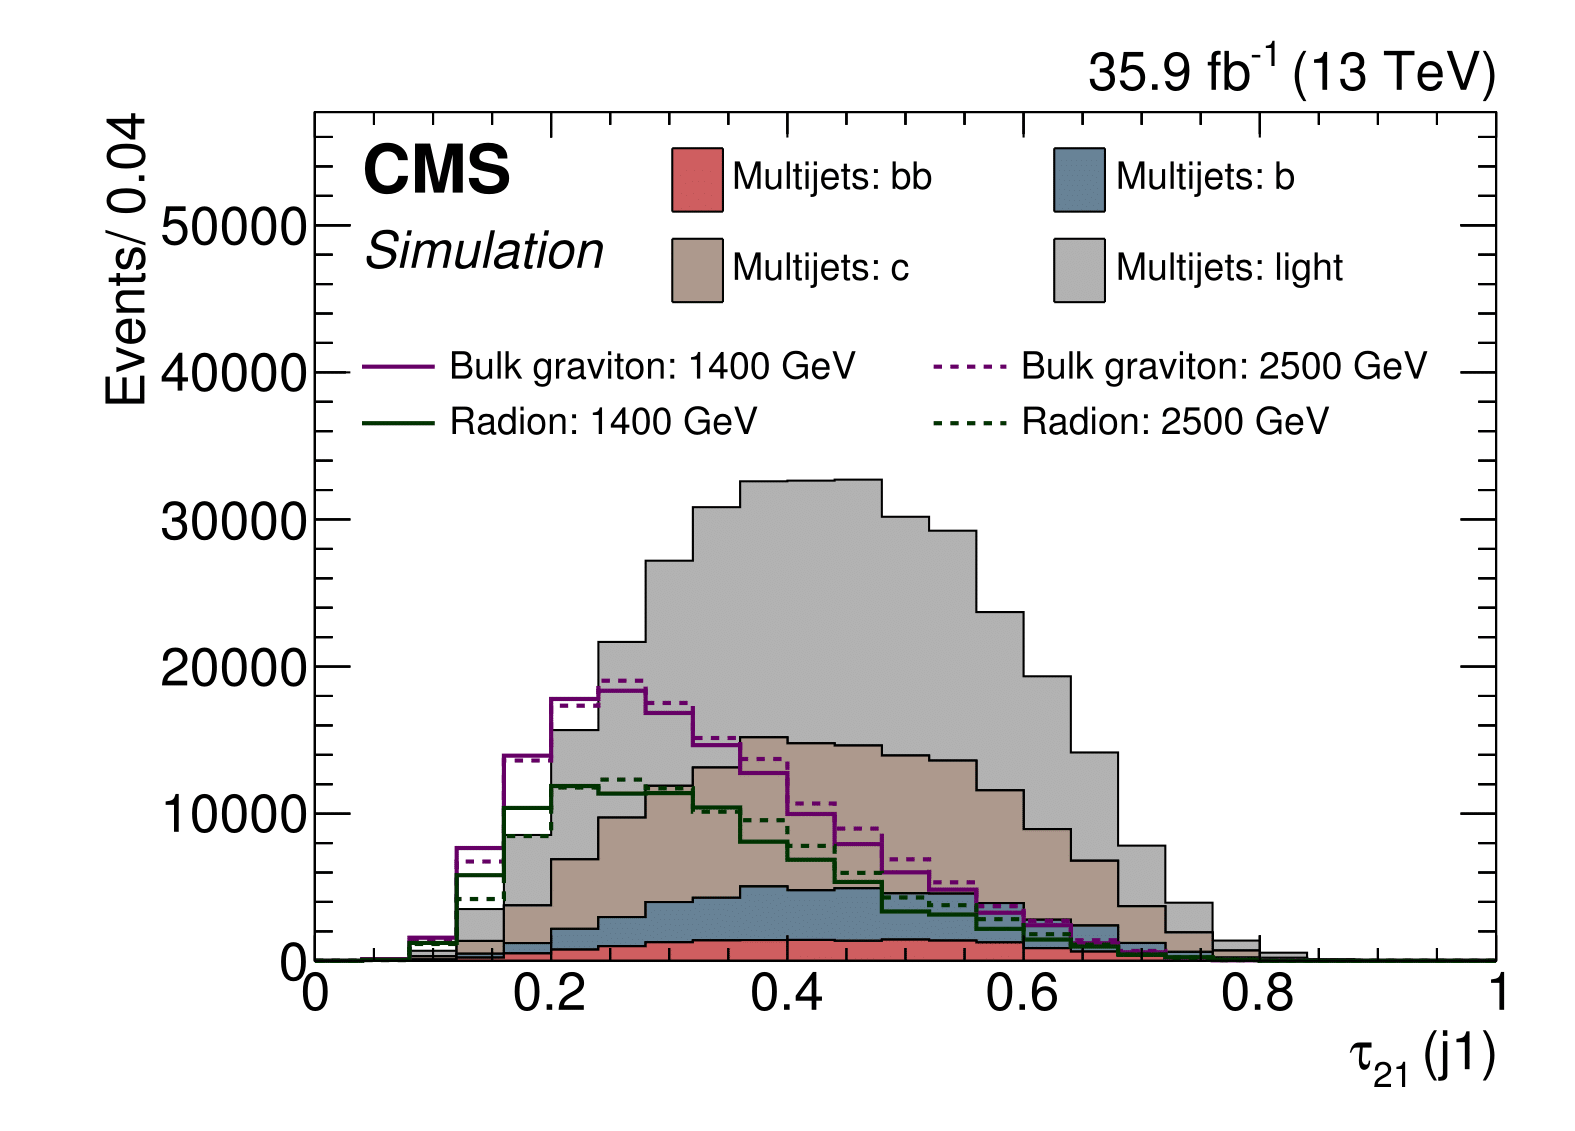 35.9 fb⁻¹ (13 TeV)
Events/ 0.04
CMS
Simulation
Multijets: bb
Multijets: b
Multijets: c
Multijets: light
Bulk graviton: 1400 GeV
Bulk graviton: 2500 GeV
Radion: 1400 GeV
Radion: 2500 GeV
50000
40000
30000
20000
10000
0
0 0.2 0.4 0.6 0.8 1
τ₂₁ (j1)